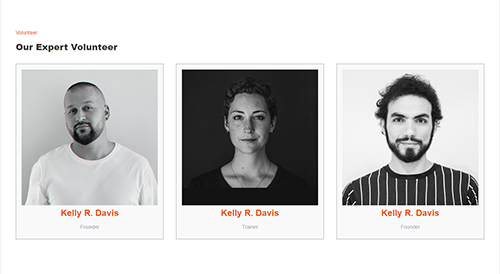 Volunteer
Our Expert Volunteer
Kelly R. Davis
Founder
Kelly R. Davis
Trainer
Kelly R. Davis
Founder